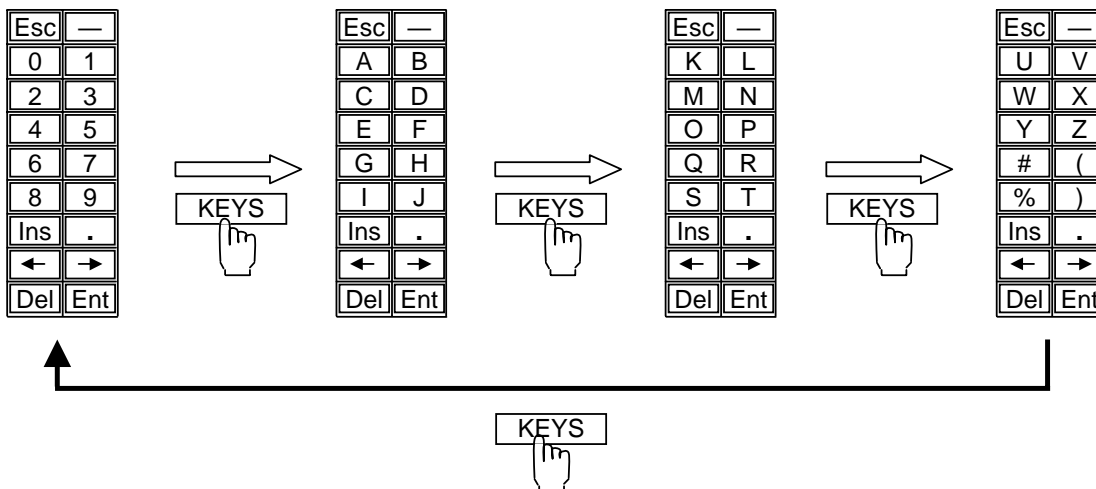 Esc —
0 1
2 3
4 5
6 7
8 9
Ins .
← →
Del Ent
KEYS
Esc —
A B
C D
E F
G H
I J
Ins .
← →
Del Ent
KEYS
Esc —
K L
M N
O P
Q R
S T
Ins .
← →
Del Ent
KEYS
Esc —
U V
W X
Y Z
# (
% )
Ins .
← →
Del Ent
KEYS